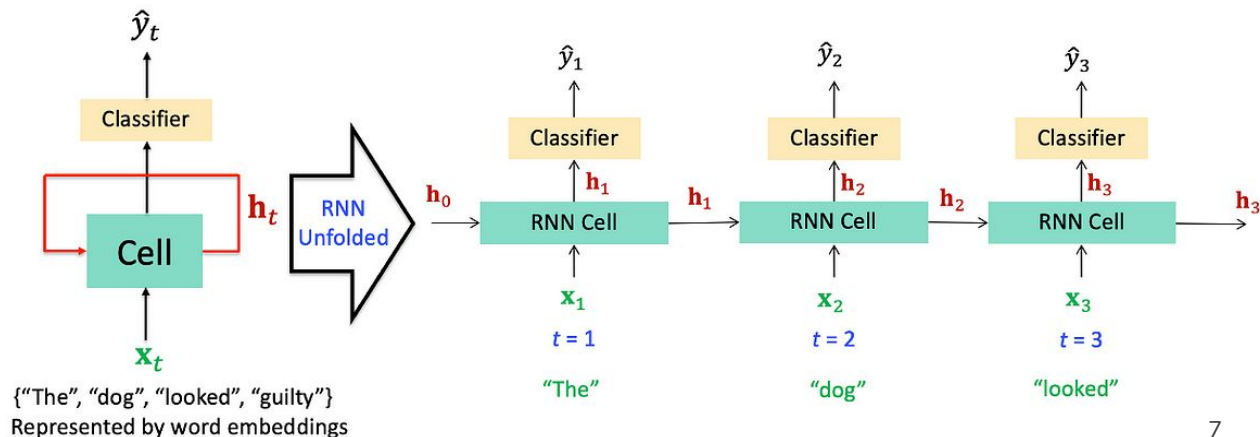 ŷₜ
Classifier
hₜ
Cell
xₜ
{“The”, “dog”, “looked”, “guilty”}
Represented by word embeddings
RNN
Unfolded
ŷ₁ ŷ₂ ŷ₃
Classifier Classifier Classifier
h₀ h₁ h₁ h₂ h₂ h₃ h₃
RNN Cell RNN Cell RNN Cell
x₁ x₂ x₃
t = 1 t = 2 t = 3
“The” “dog” “looked”
7